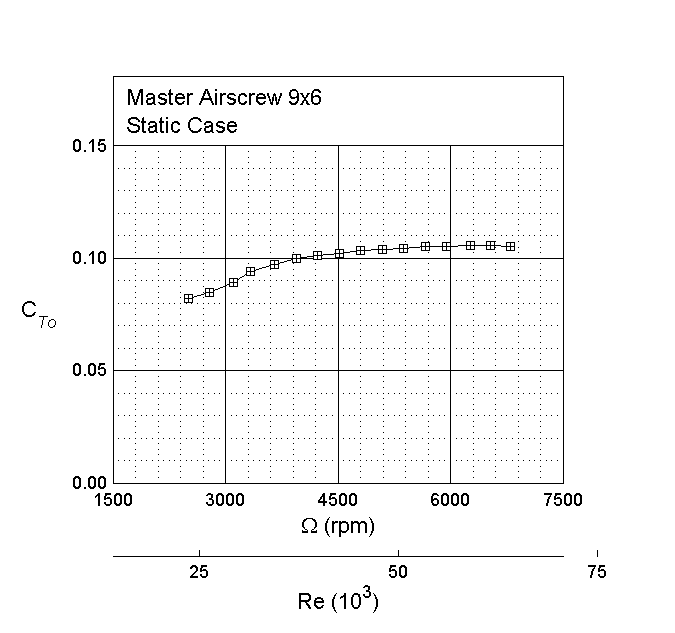 Master Airscrew 9x6
Static Case
0.15
0.10
C_To
0.05
0.00
1500 3000 4500 6000 7500
Ω (rpm)
25 50 75
Re (10³)